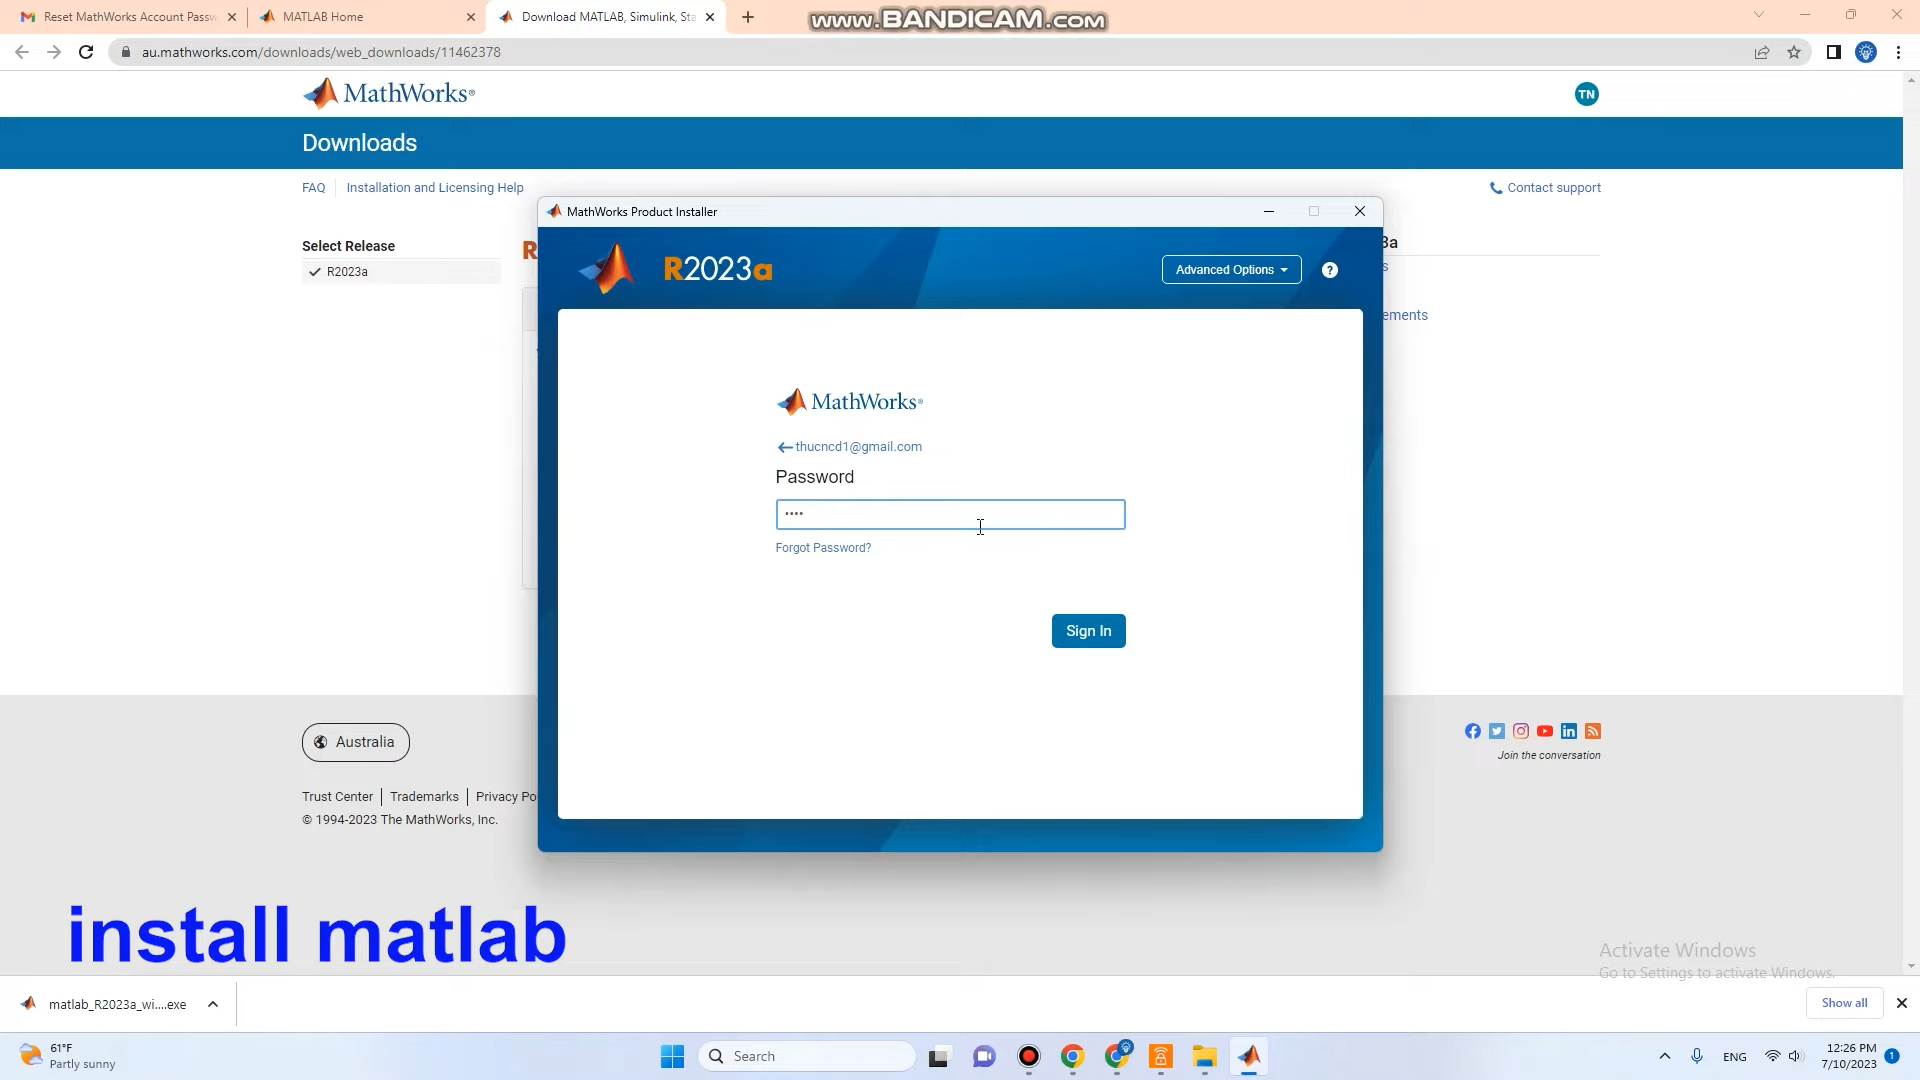 Reset MathWorks Account Passw
MATLAB Home
Download MATLAB, Simulink, Sta
www.BANDICAM.com
au.mathworks.com/downloads/web_downloads/11462378
MathWorks®
TN
Downloads
FAQ
Installation and Licensing Help
Contact support
MathWorks Product Installer
Select Release
R
3a
R2023a
s
R2023a
Advanced Options
?
ements
MathWorks®
thucncd1@gmail.com
Password
••••
Forgot Password?
Sign In
Australia
Join the conversation
Trust Center
Trademarks
Privacy Po
© 1994-2023 The MathWorks, Inc.
install matlab
Activate Windows
Go to Settings to activate Windows.
matlab_R2023a_wi....exe
Show all
61°F
Partly sunny
Search
ENG
12:26 PM
7/10/2023
1